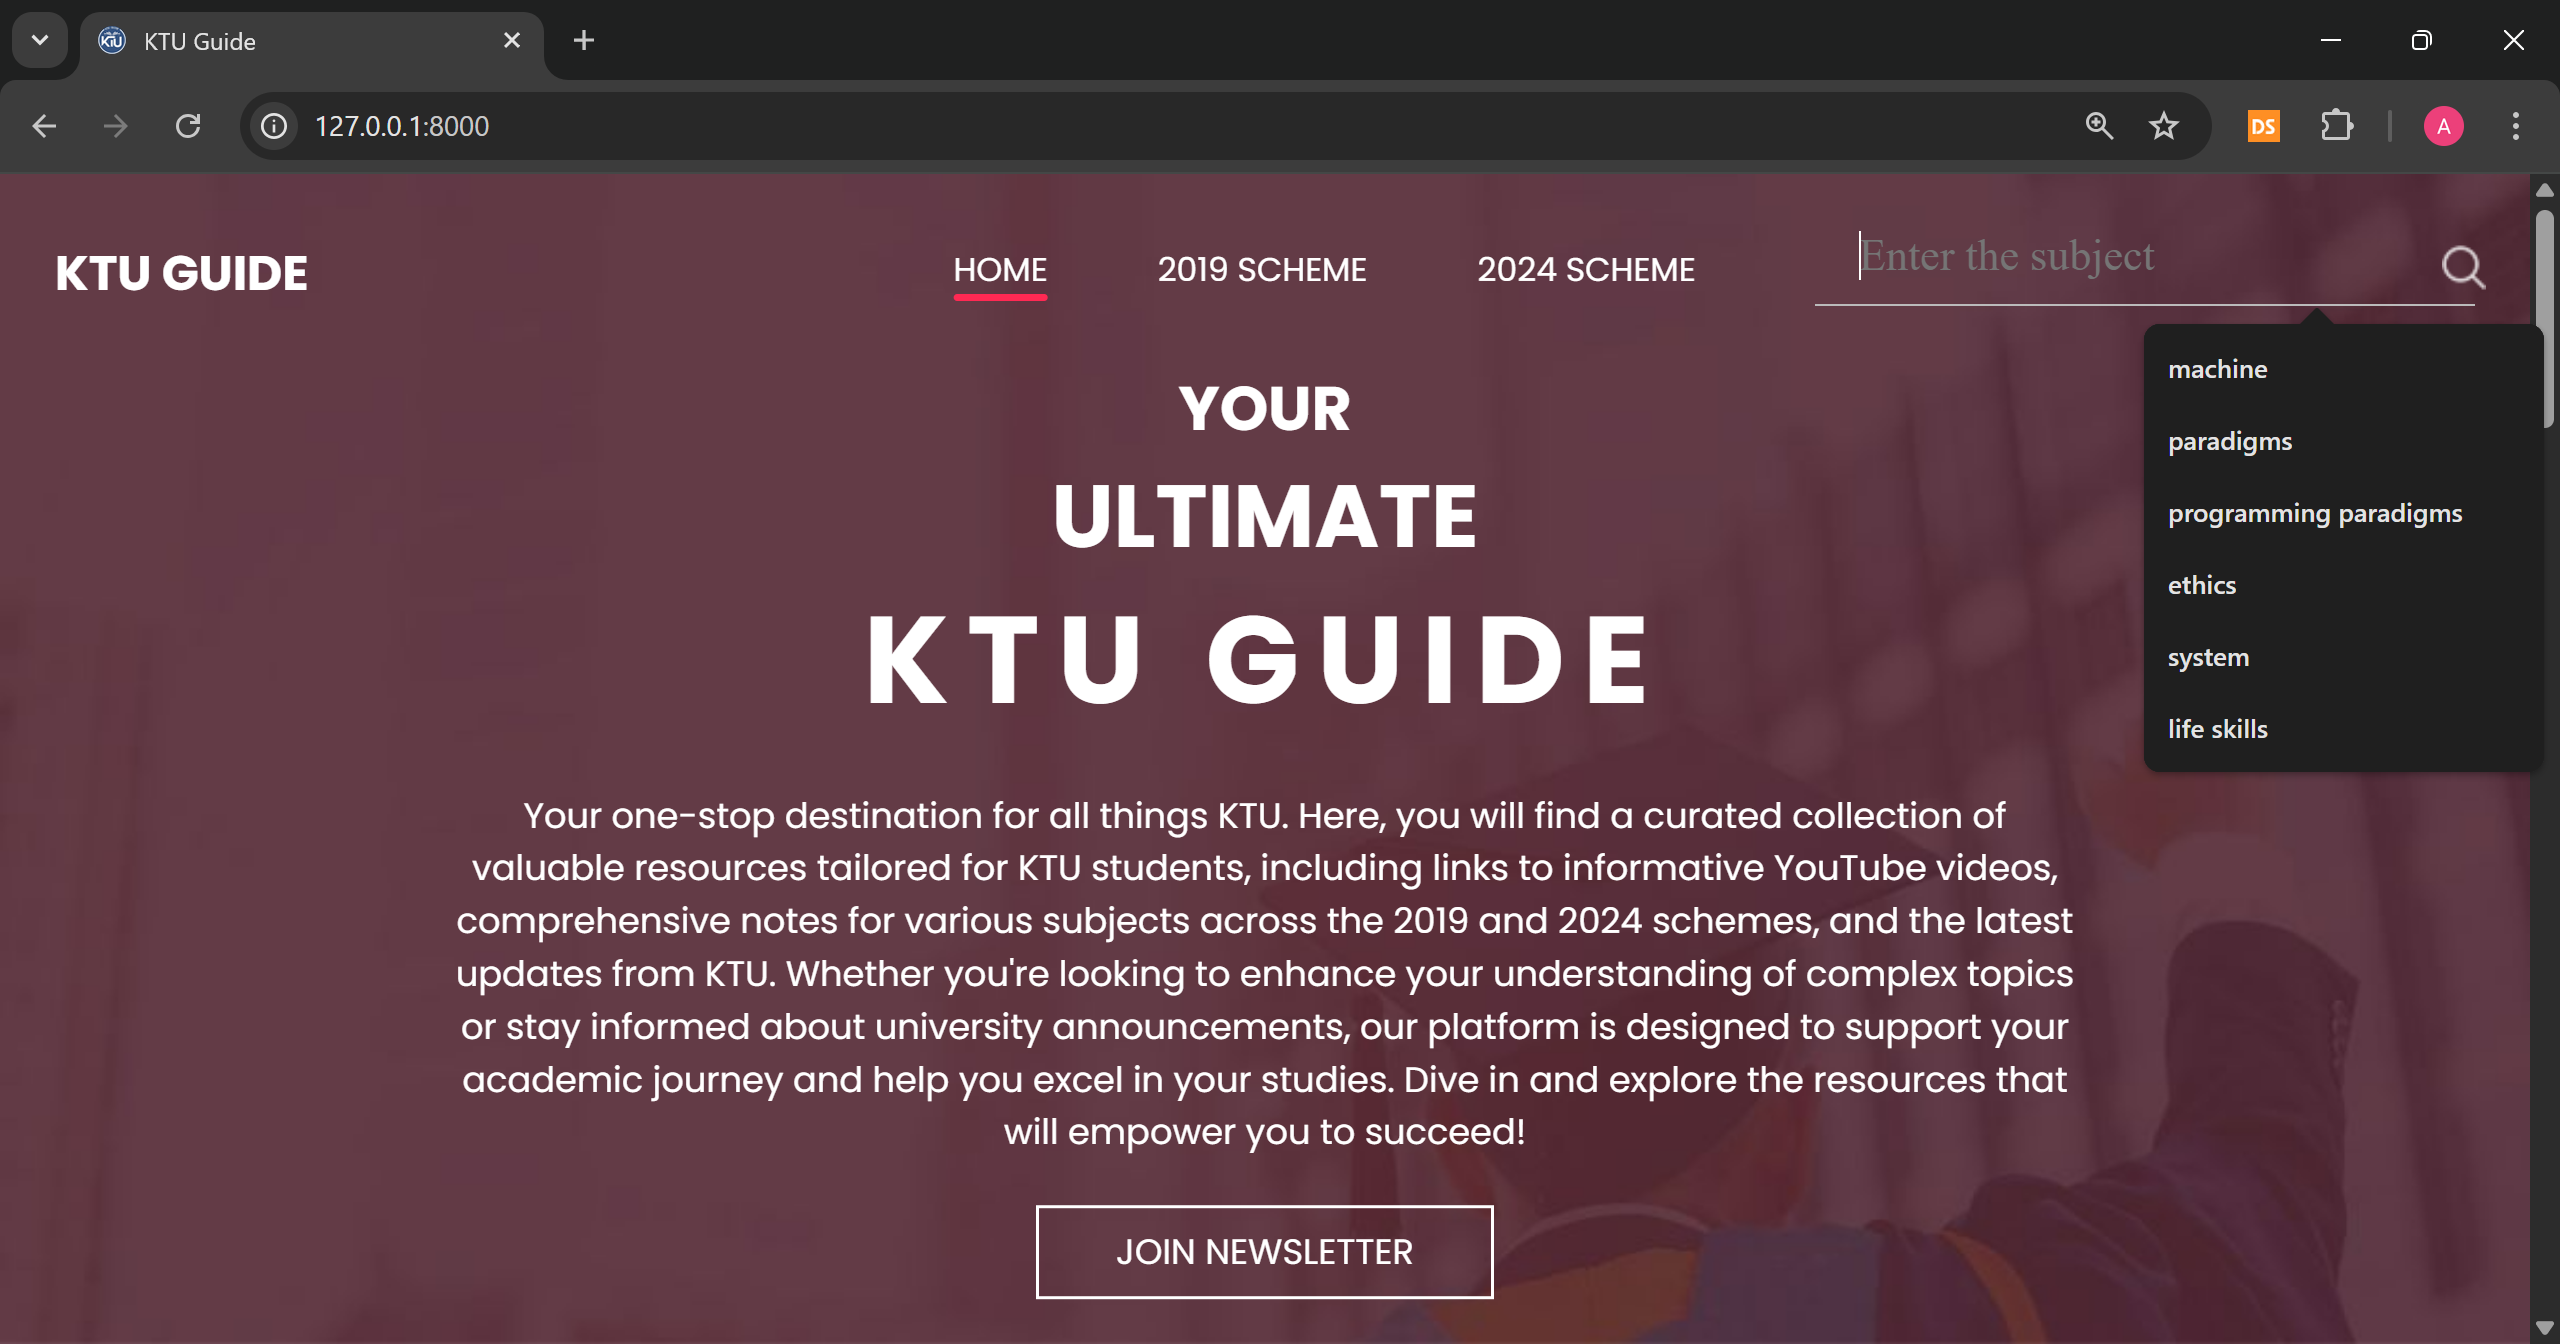 KTU Guide
127.0.0.1:8000
DS
A
KTU GUIDE
HOME
2019 SCHEME
2024 SCHEME
Enter the subject
machine
paradigms
programming paradigms
ethics
system
life skills
YOUR
ULTIMATE
KTU GUIDE
Your one-stop destination for all things KTU. Here, you will find a curated collection of
valuable resources tailored for KTU students, including links to informative YouTube videos,
comprehensive notes for various subjects across the 2019 and 2024 schemes, and the latest
updates from KTU. Whether you're looking to enhance your understanding of complex topics
or stay informed about university announcements, our platform is designed to support your
academic journey and help you excel in your studies. Dive in and explore the resources that
will empower you to succeed!
JOIN NEWSLETTER